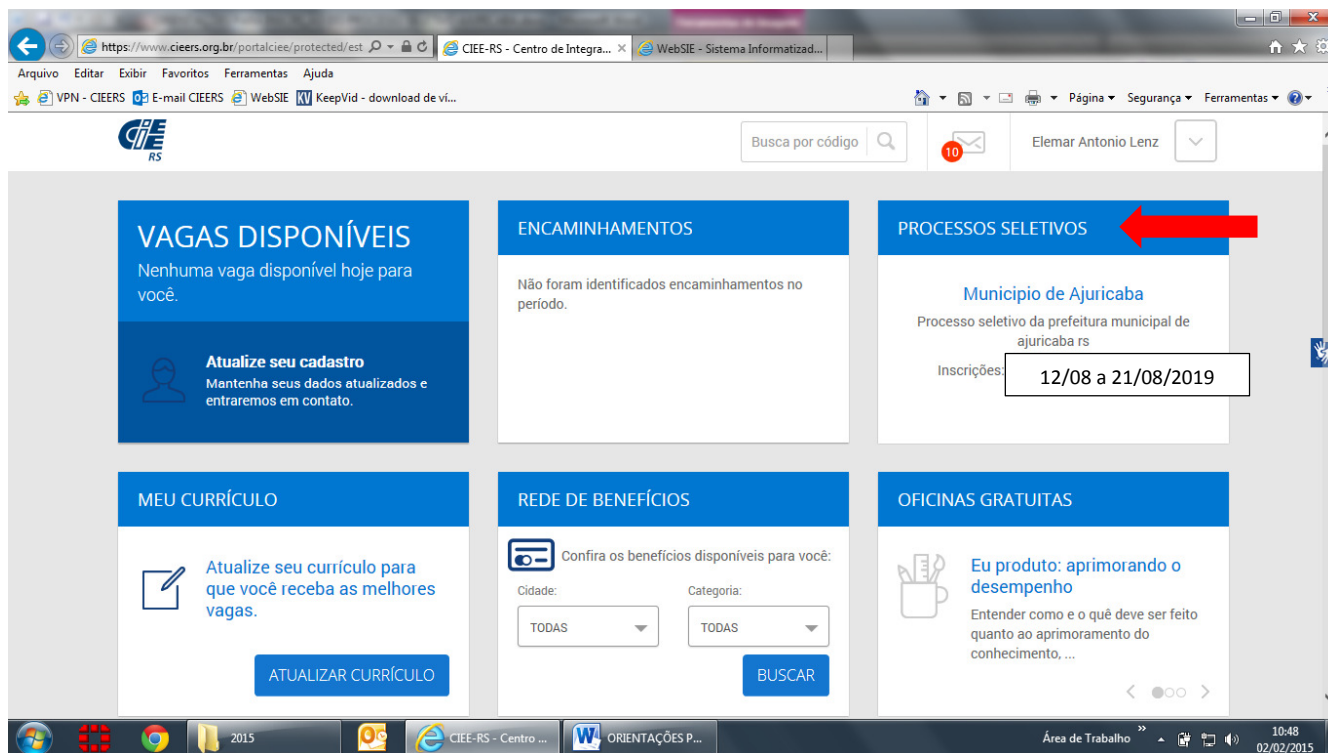 https://www.cieers.org.br/portalciee/protected/est
CIEE-RS - Centro de Integra...
WebSIE - Sistema Informatizad...
Arquivo Editar Exibir Favoritos Ferramentas Ajuda
VPN - CIEERS E-mail CIEERS WebSIE KeepVid - download de ví...
Página Segurança Ferramentas
CIEE
RS
Busca por código
10
Elemar Antonio Lenz
VAGAS DISPONÍVEIS
Nenhuma vaga disponível hoje para
você.
Atualize seu cadastro
Mantenha seus dados atualizados e
entraremos em contato.
ENCAMINHAMENTOS
Não foram identificados encaminhamentos no
período.
PROCESSOS SELETIVOS
Municipio de Ajuricaba
Processo seletivo da prefeitura municipal de
ajuricaba rs
Inscrições: 12/08 a 21/08/2019
MEU CURRÍCULO
Atualize seu currículo para
que você receba as melhores
vagas.
ATUALIZAR CURRÍCULO
REDE DE BENEFÍCIOS
Confira os benefícios disponíveis para você:
Cidade: Categoria:
TODAS TODAS
BUSCAR
OFICINAS GRATUITAS
Eu produto: aprimorando o
desempenho
Entender como e o quê deve ser feito
quanto ao aprimoramento do
conhecimento, ...
2015
CIEE-RS - Centro ...
ORIENTAÇÕES P...
Área de Trabalho
10:48
02/02/2015